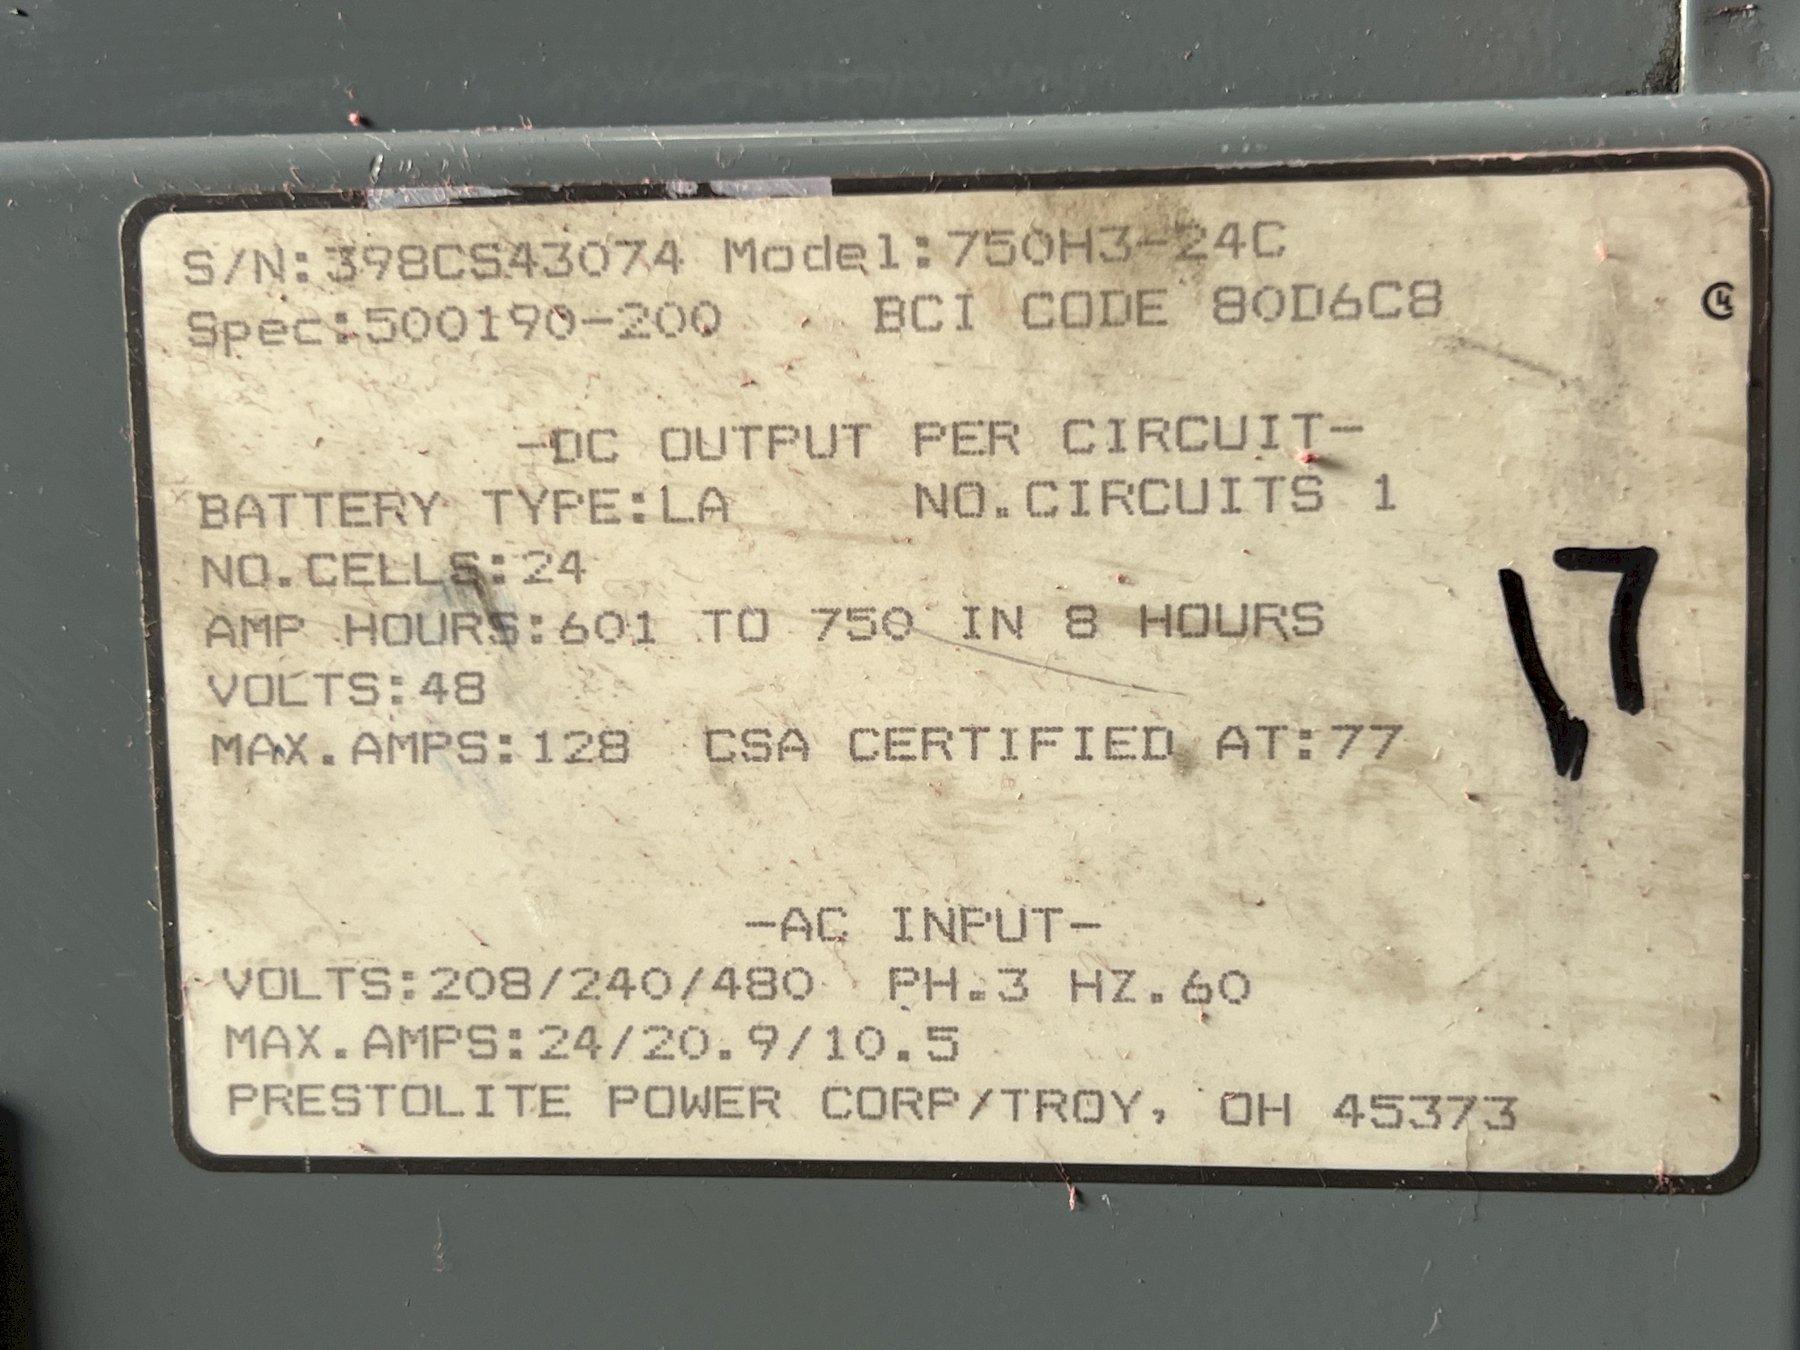 S/N:398CS43074 Model:750H3-24C
Spec:500190-200 BCI CODE 80D6C8
-DC OUTPUT PER CIRCUIT-
BATTERY TYPE:LA NO.CIRCUITS 1
NO.CELLS:24
AMP HOURS:601 TO 750 IN 8 HOURS
VOLTS:48
MAX.AMPS:128 CSA CERTIFIED AT:77
17
-AC INPUT-
VOLTS:208/240/480 PH.3 HZ.60
MAX.AMPS:24/20.9/10.5
PRESTOLITE POWER CORP/TROY, OH 45373